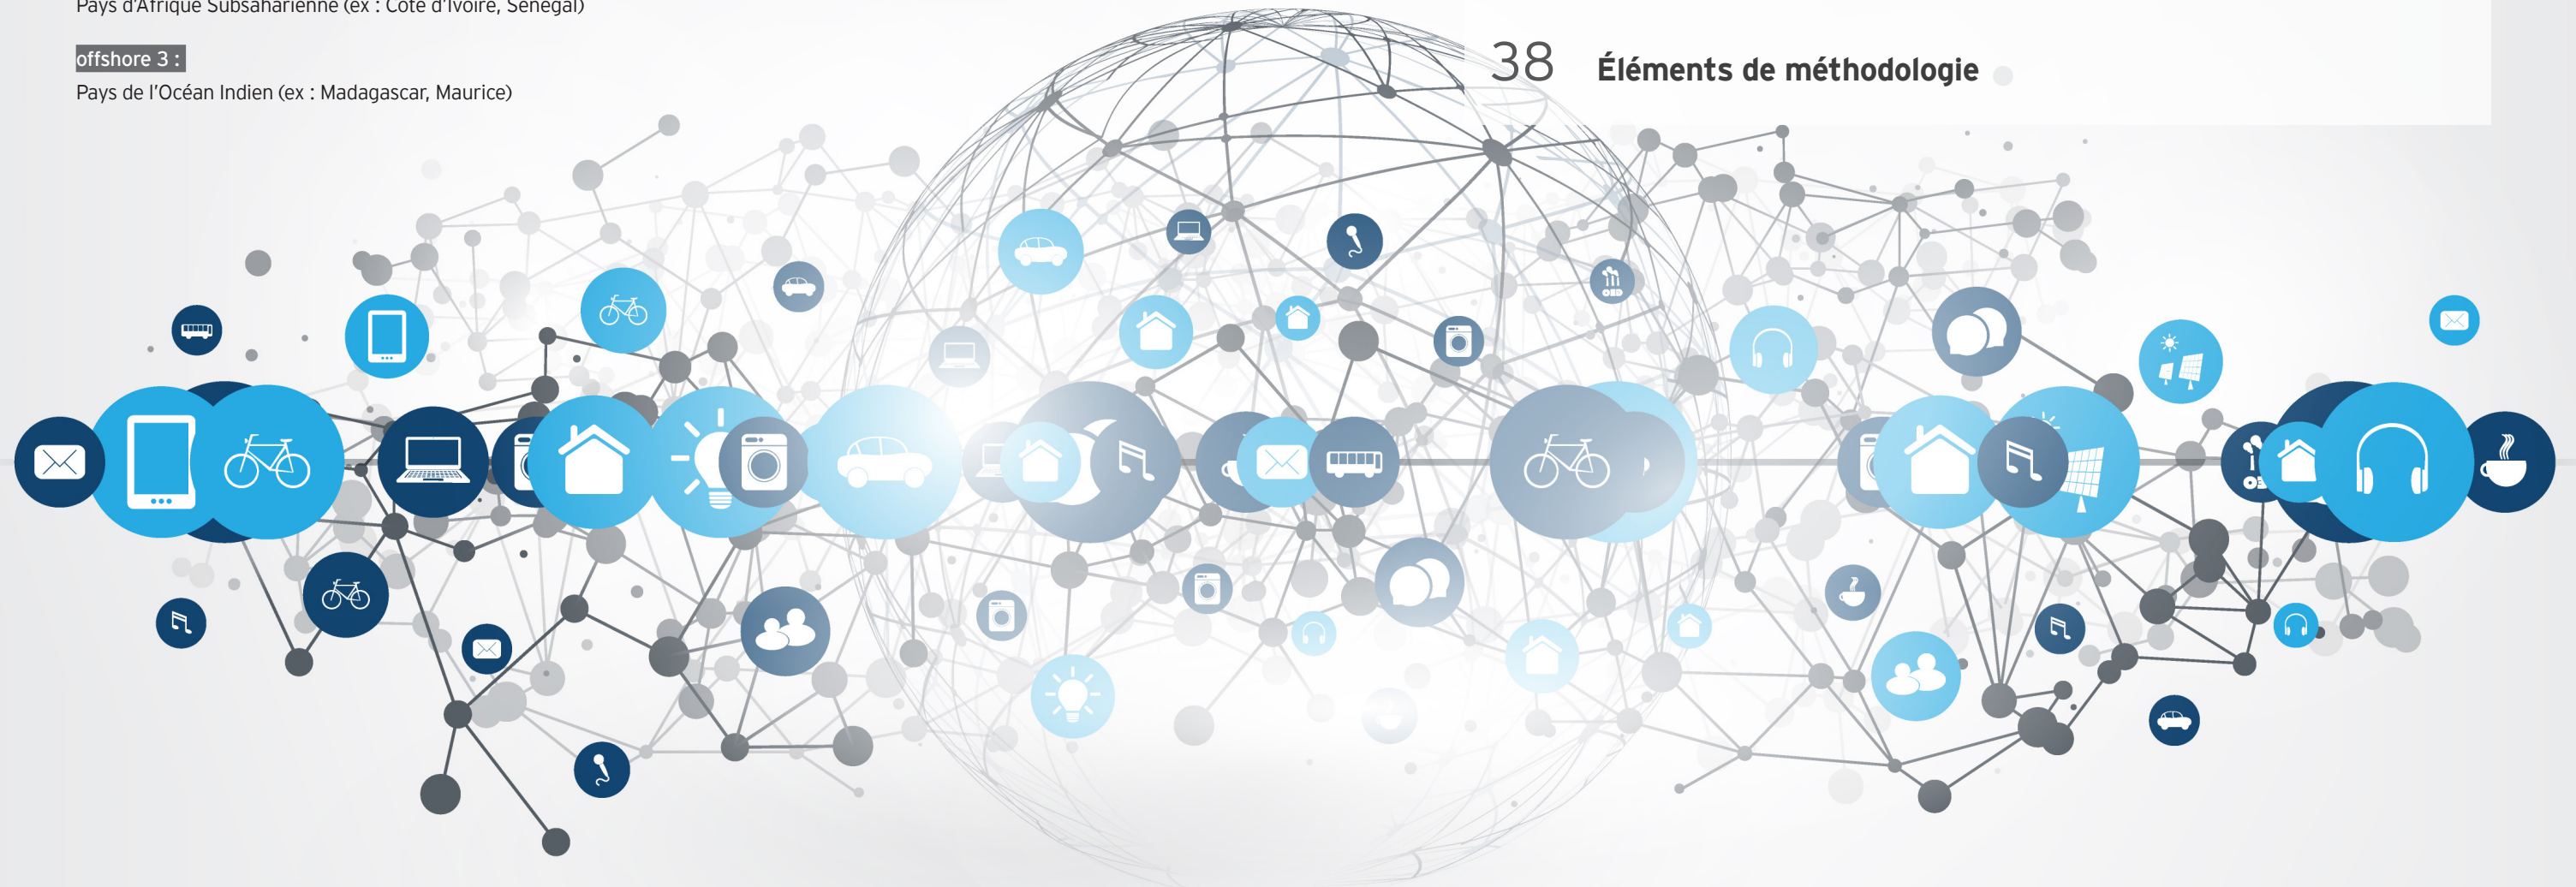 Pays d'Afrique Subsaharienne (ex : Côte d'Ivoire, Sénégal)
offshore 3 :
Pays de l'Océan Indien (ex : Madagascar, Maurice)
38 Éléments de méthodologie